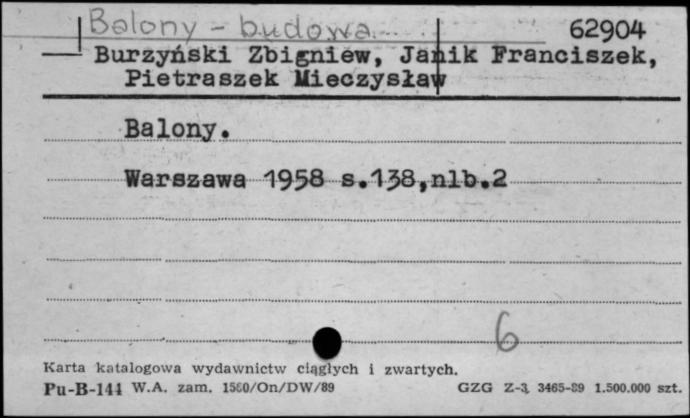 Balony - budowa
62904
Burzyński Zbigniew, Janik Franciszek,
Pietraszek Mieczysław
Balony.
Warszawa 1958 s.138,nlb.2
6
Karta katalogowa wydawnictw ciągłych i zwartych.
Pu-B-144 W.A. zam. 1560/On/DW/89 GZG Z-3, 3465-89 1.500.000 szt.